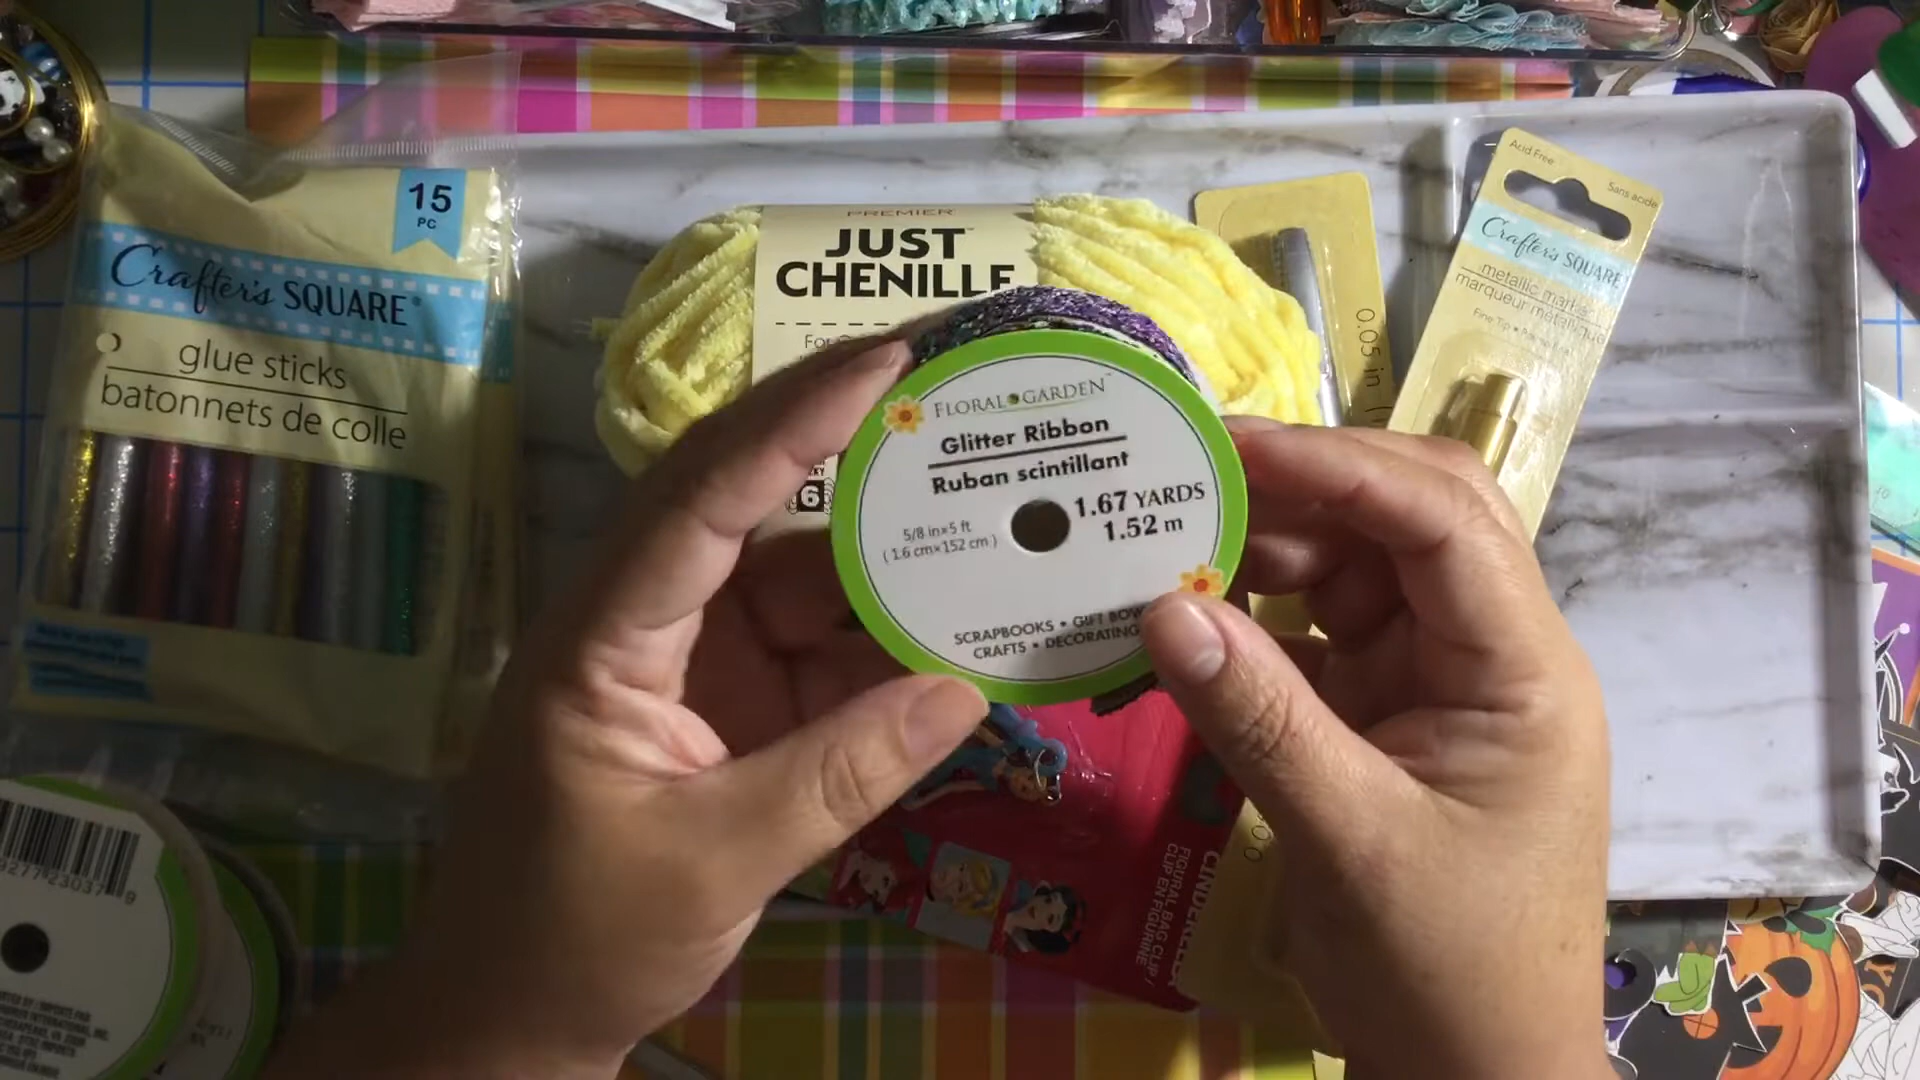 15
PC
Crafter's SQUARE
glue sticks
batonnets de colle
PREMIER
JUST
CHENILLE
6
FLORAL GARDEN™
Glitter Ribbon
Ruban scintillant
1.67 YARDS
1.52 m
5/8 in×5 ft
(1.6 cm×152 cm)
SCRAPBOOKS • GIFT BOW
CRAFTS • DECORATING
0.05 in
Acid Free
Sans acide
Crafter's SQUARE
metallic marker
marqueur métallique
Fine Tip
FIGURAL BAG CLIP
CLIP EN FIGURINE